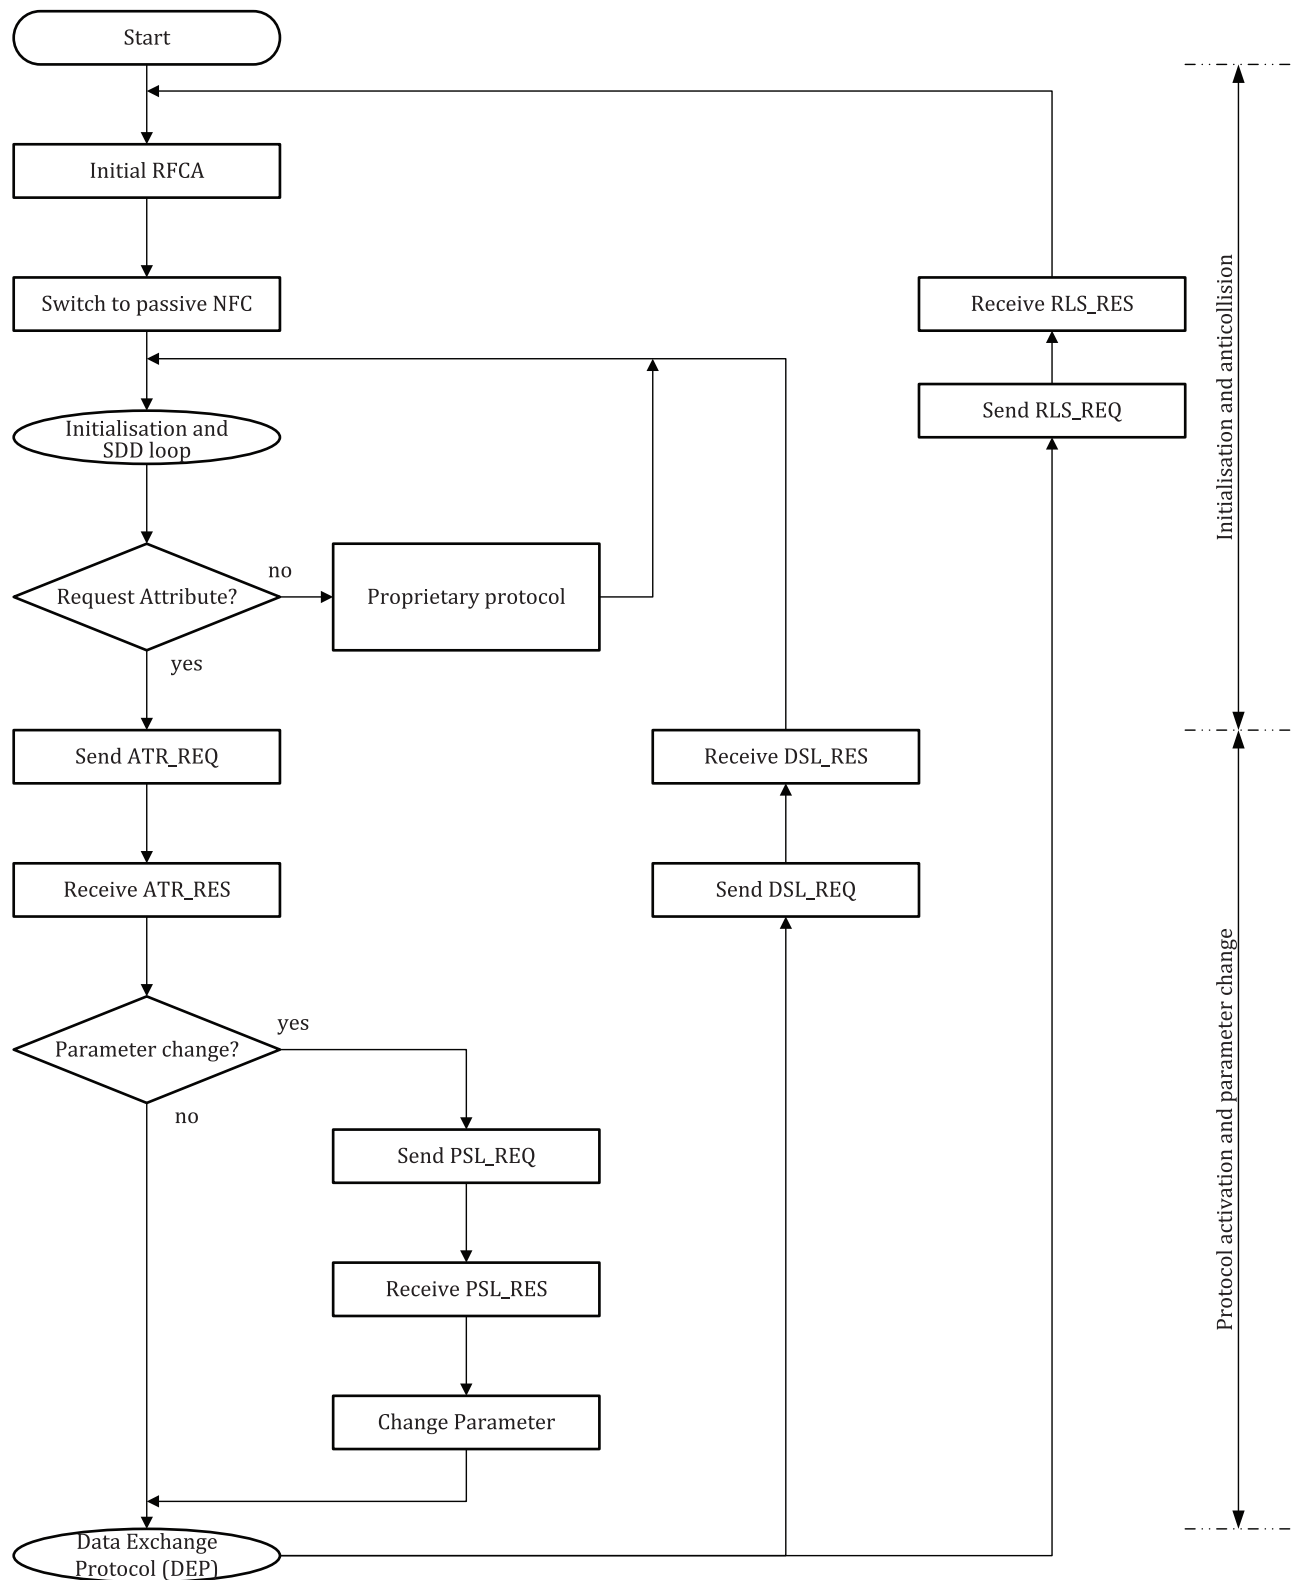 Start
Initial RFCA
Switch to passive NFC
Receive RLS_RES
Send RLS_REQ
Initialisation and
SDD loop
Initialisation and anticollision
Request Attribute?
no
Proprietary protocol
yes
Send ATR_REQ
Receive DSL_RES
Receive ATR_RES
Send DSL_REQ
Parameter change?
yes
no
Protocol activation and parameter change
Send PSL_REQ
Receive PSL_RES
Change Parameter
Data Exchange
Protocol (DEP)